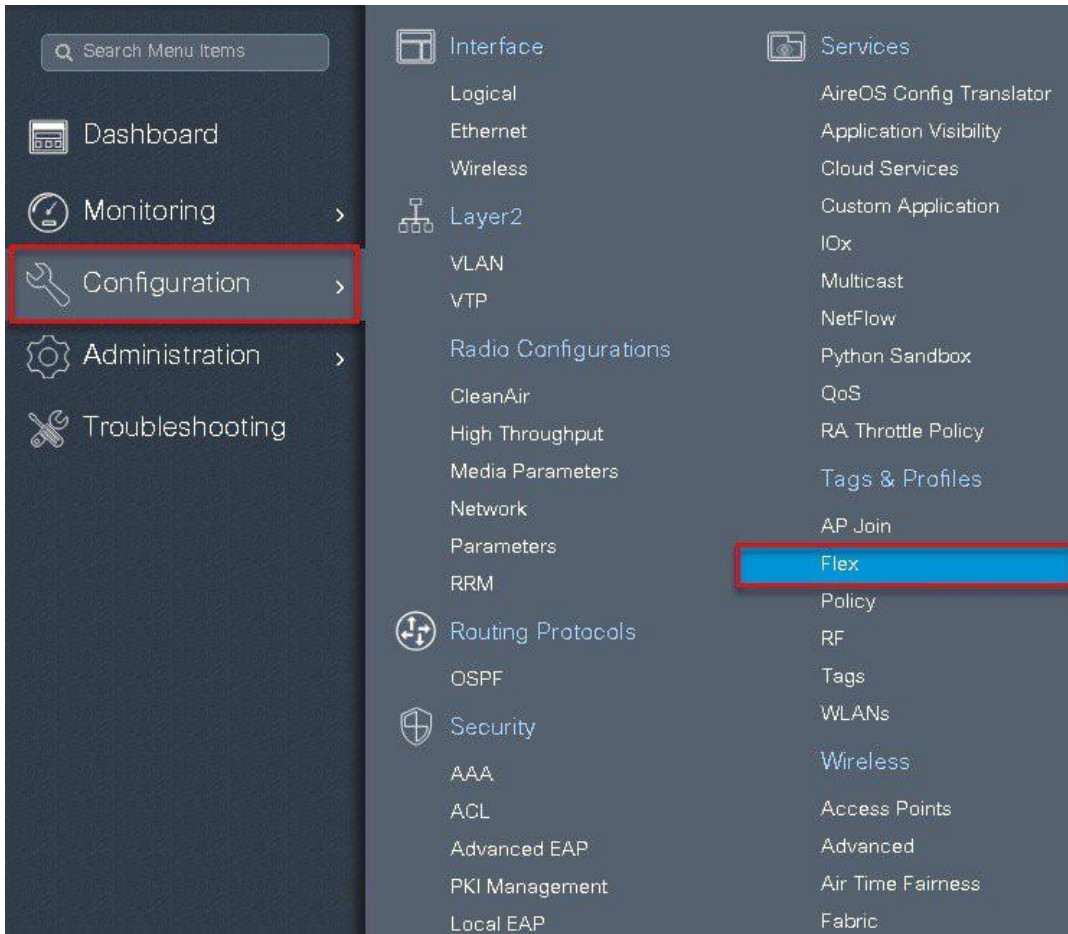 Search Menu Items
Dashboard
Monitoring
Configuration
Administration
Troubleshooting
Interface
Logical
Ethernet
Wireless
Layer2
VLAN
VTP
Radio Configurations
CleanAir
High Throughput
Media Parameters
Network
Parameters
RRM
Routing Protocols
OSPF
Security
AAA
ACL
Advanced EAP
PKI Management
Local EAP
Services
AireOS Config Translator
Application Visibility
Cloud Services
Custom Application
IOx
Multicast
NetFlow
Python Sandbox
QoS
RA Throttle Policy
Tags & Profiles
AP Join
Flex
Policy
RF
Tags
WLANs
Wireless
Access Points
Advanced
Air Time Fairness
Fabric